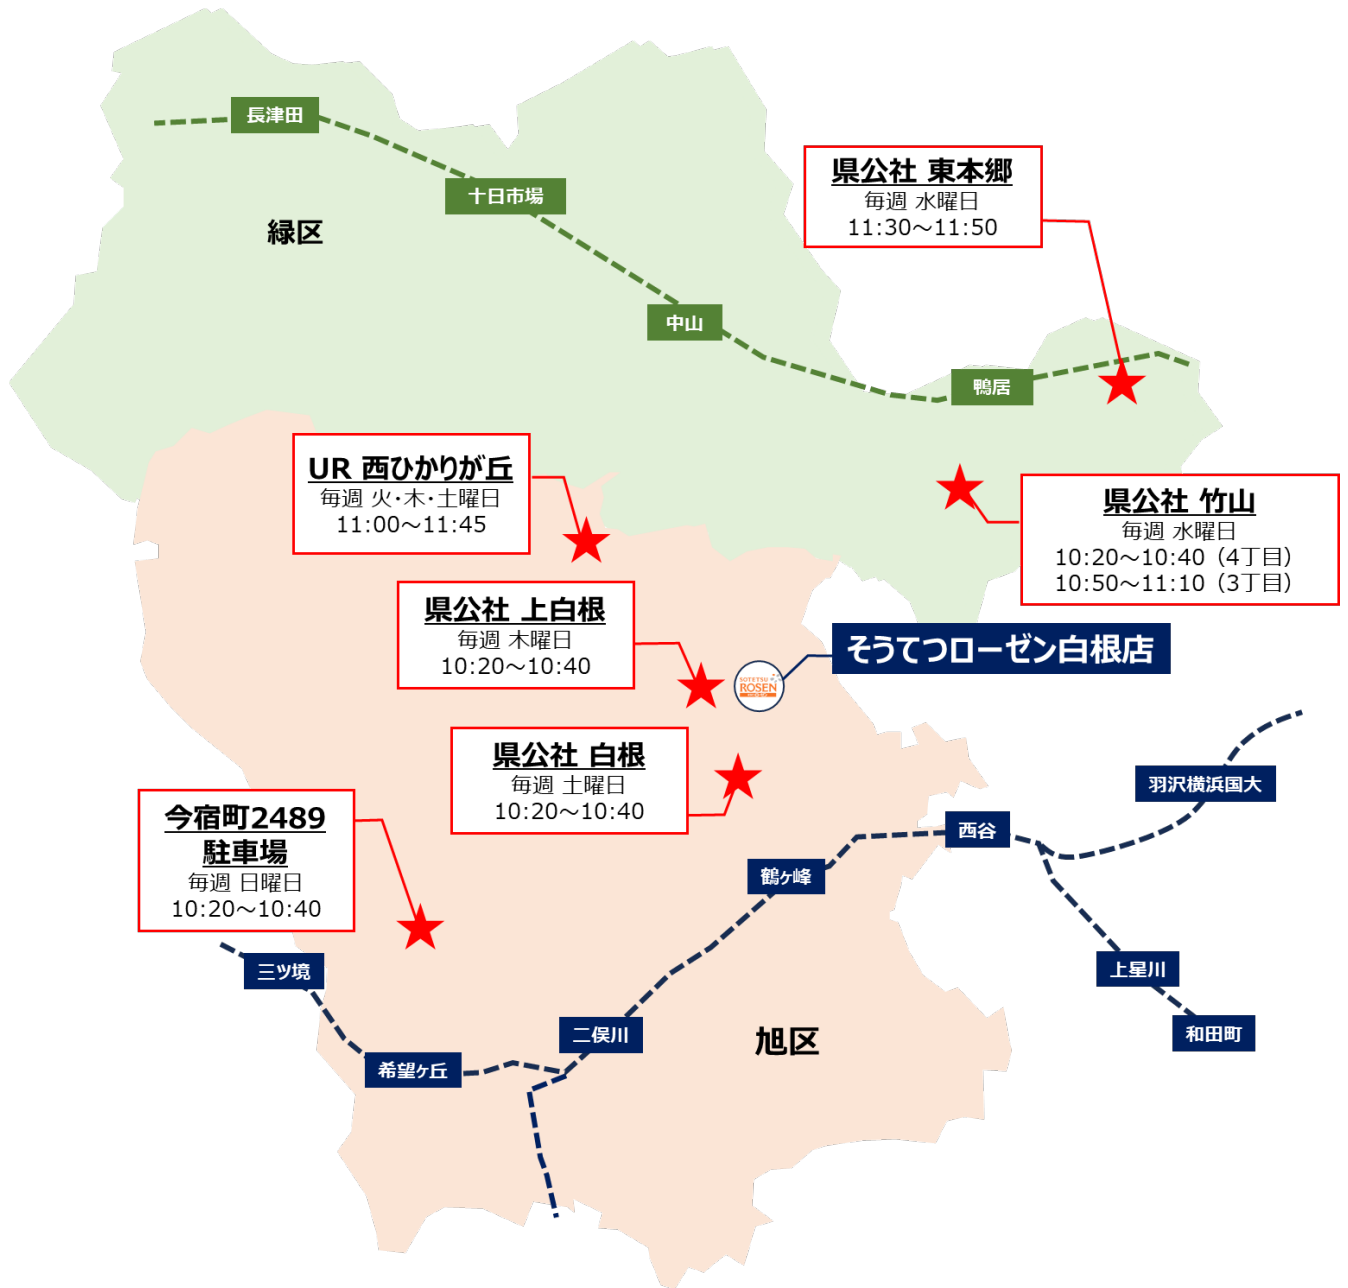 長津田
十日市場
緑区
中山
鴨居
県公社 東本郷
毎週 水曜日
11:30～11:50
UR 西ひかりが丘
毎週 火・木・土曜日
11:00～11:45
県公社 竹山
毎週 水曜日
10:20～10:40（4丁目）
10:50～11:10（3丁目）
県公社 上白根
毎週 木曜日
10:20～10:40
そうてつローゼン白根店
SOTETSU
ROSEN
県公社 白根
毎週 土曜日
10:20～10:40
今宿町2489
駐車場
毎週 日曜日
10:20～10:40
羽沢横浜国大
西谷
鶴ヶ峰
上星川
和田町
三ツ境
二俣川
希望ヶ丘
旭区